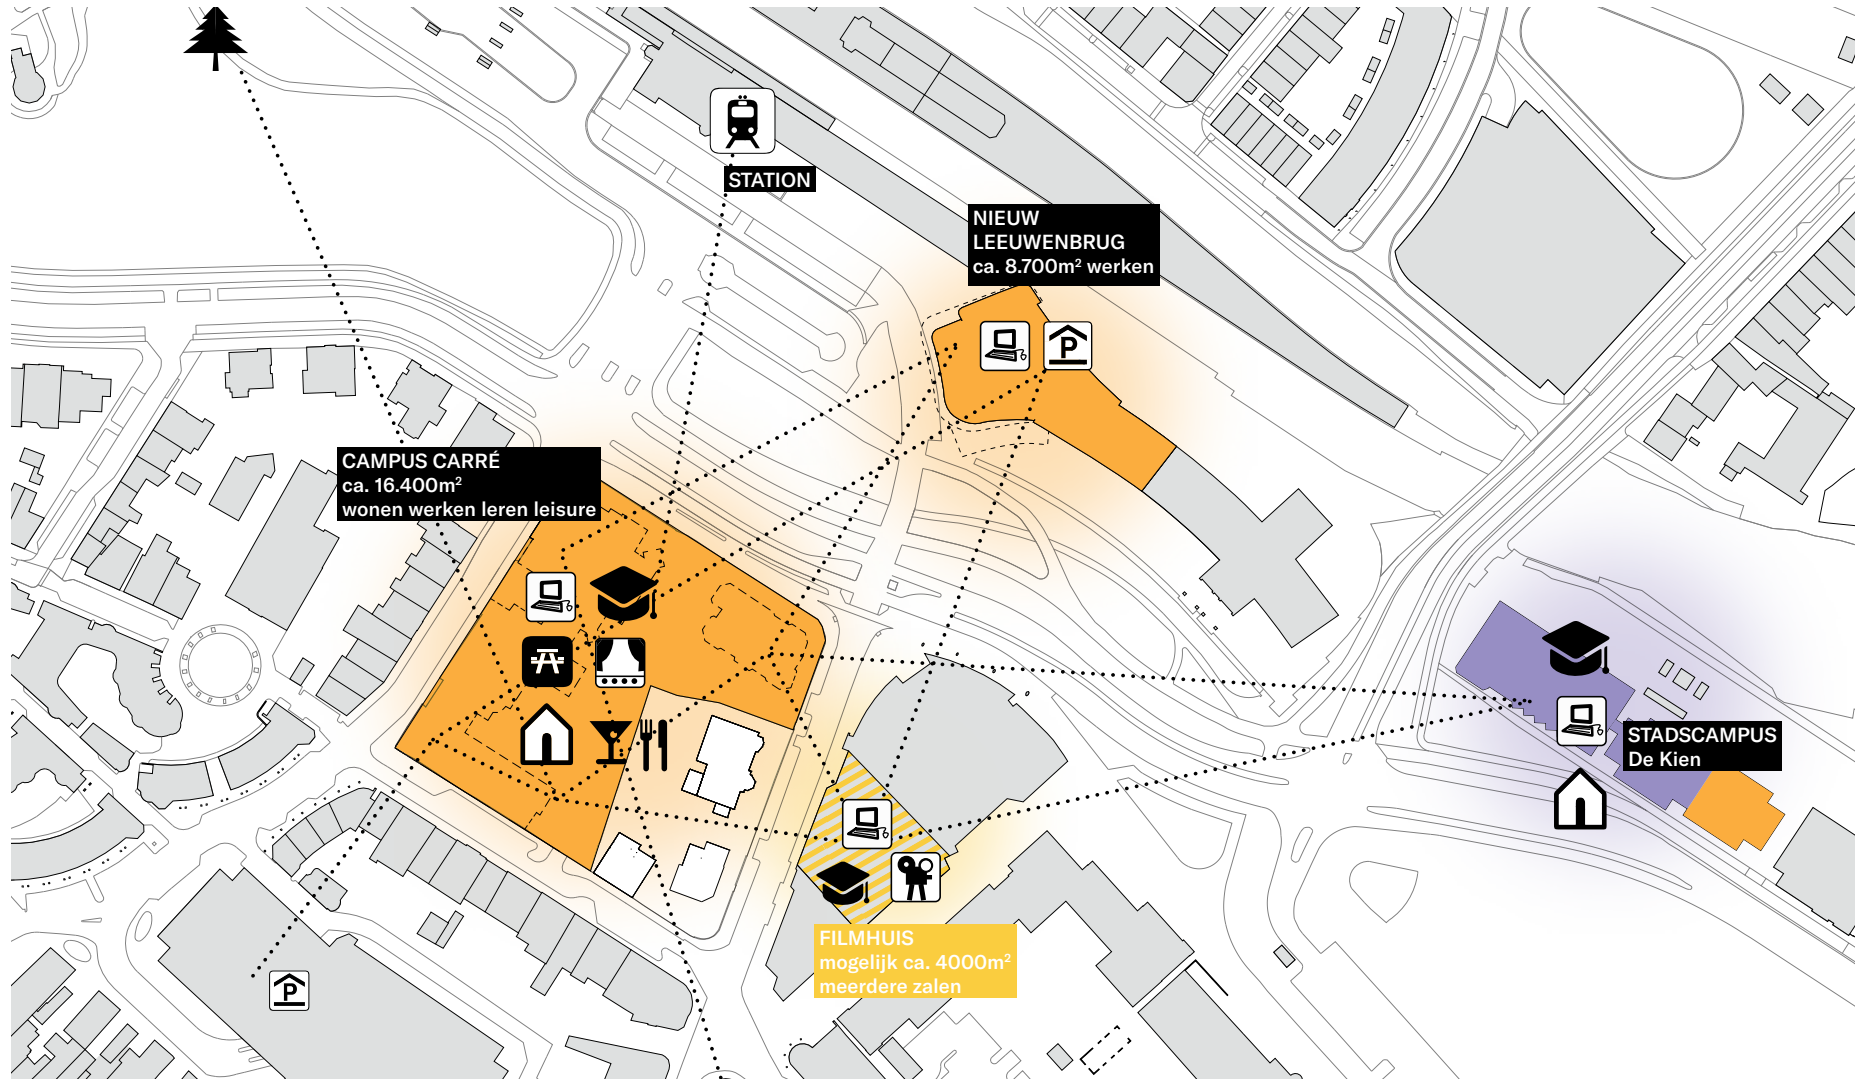 STATION
NIEUW
LEEUWENBRUG
ca. 8.700m² werken
P
CAMPUS CARRÉ
ca. 16.400m²
wonen werken leren leisure
STADSCAMPUS
De Kien
FILMHUIS
mogelijk ca. 4000m²
meerdere zalen
P